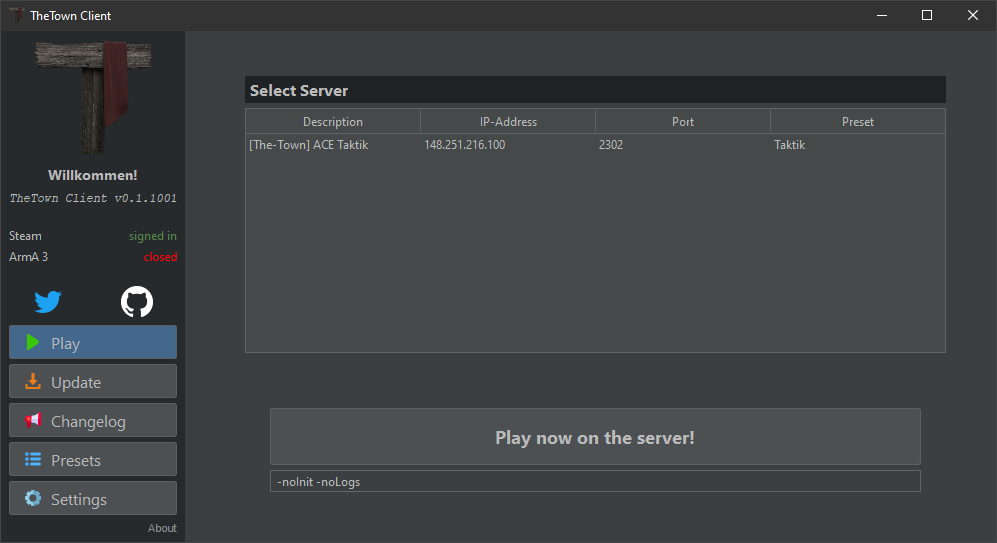 TheTown Client
Willkommen!
TheTown Client v0.1.1001
Steam signed in
ArmA 3 closed
Play
Update
Changelog
Presets
Settings
About
Select Server
Description IP-Address Port Preset
[The-Town] ACE Taktik 148.251.216.100 2302 Taktik
Play now on the server!
-noInit -noLogs